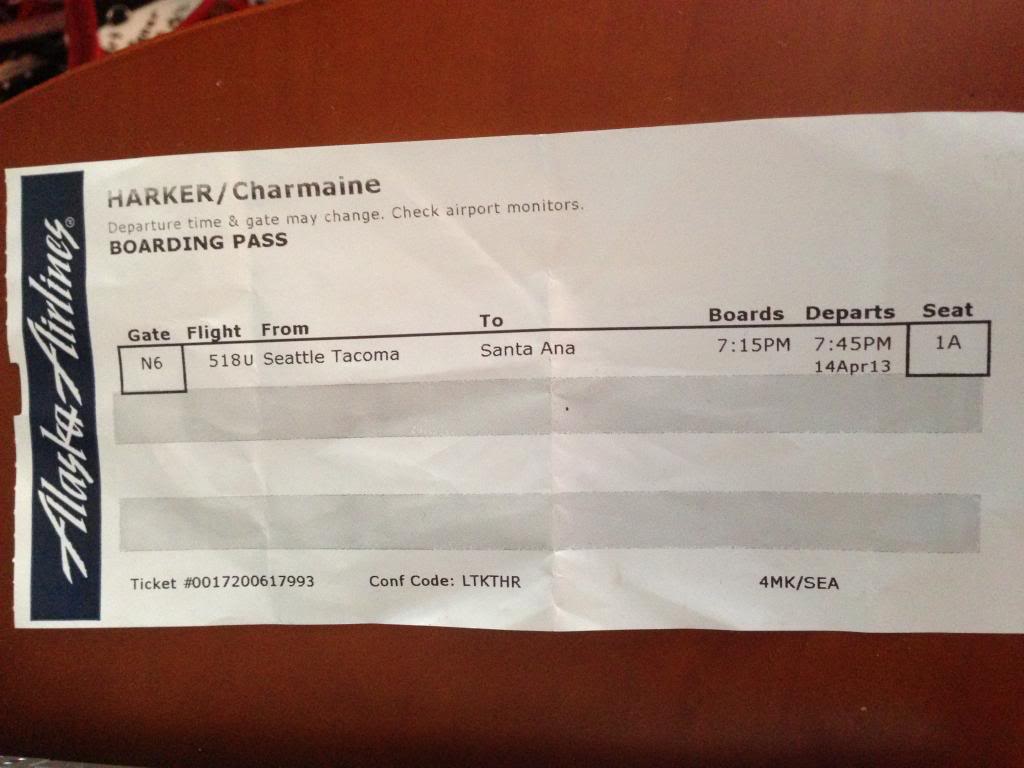 Alaska Airlines®
HARKER/Charmaine
Departure time & gate may change. Check airport monitors.
BOARDING PASS
Gate Flight From To Boards Departs Seat
N6 518U Seattle Tacoma Santa Ana 7:15PM 7:45PM 1A
14Apr13
Ticket #0017200617993 Conf Code: LTKTHR 4MK/SEA